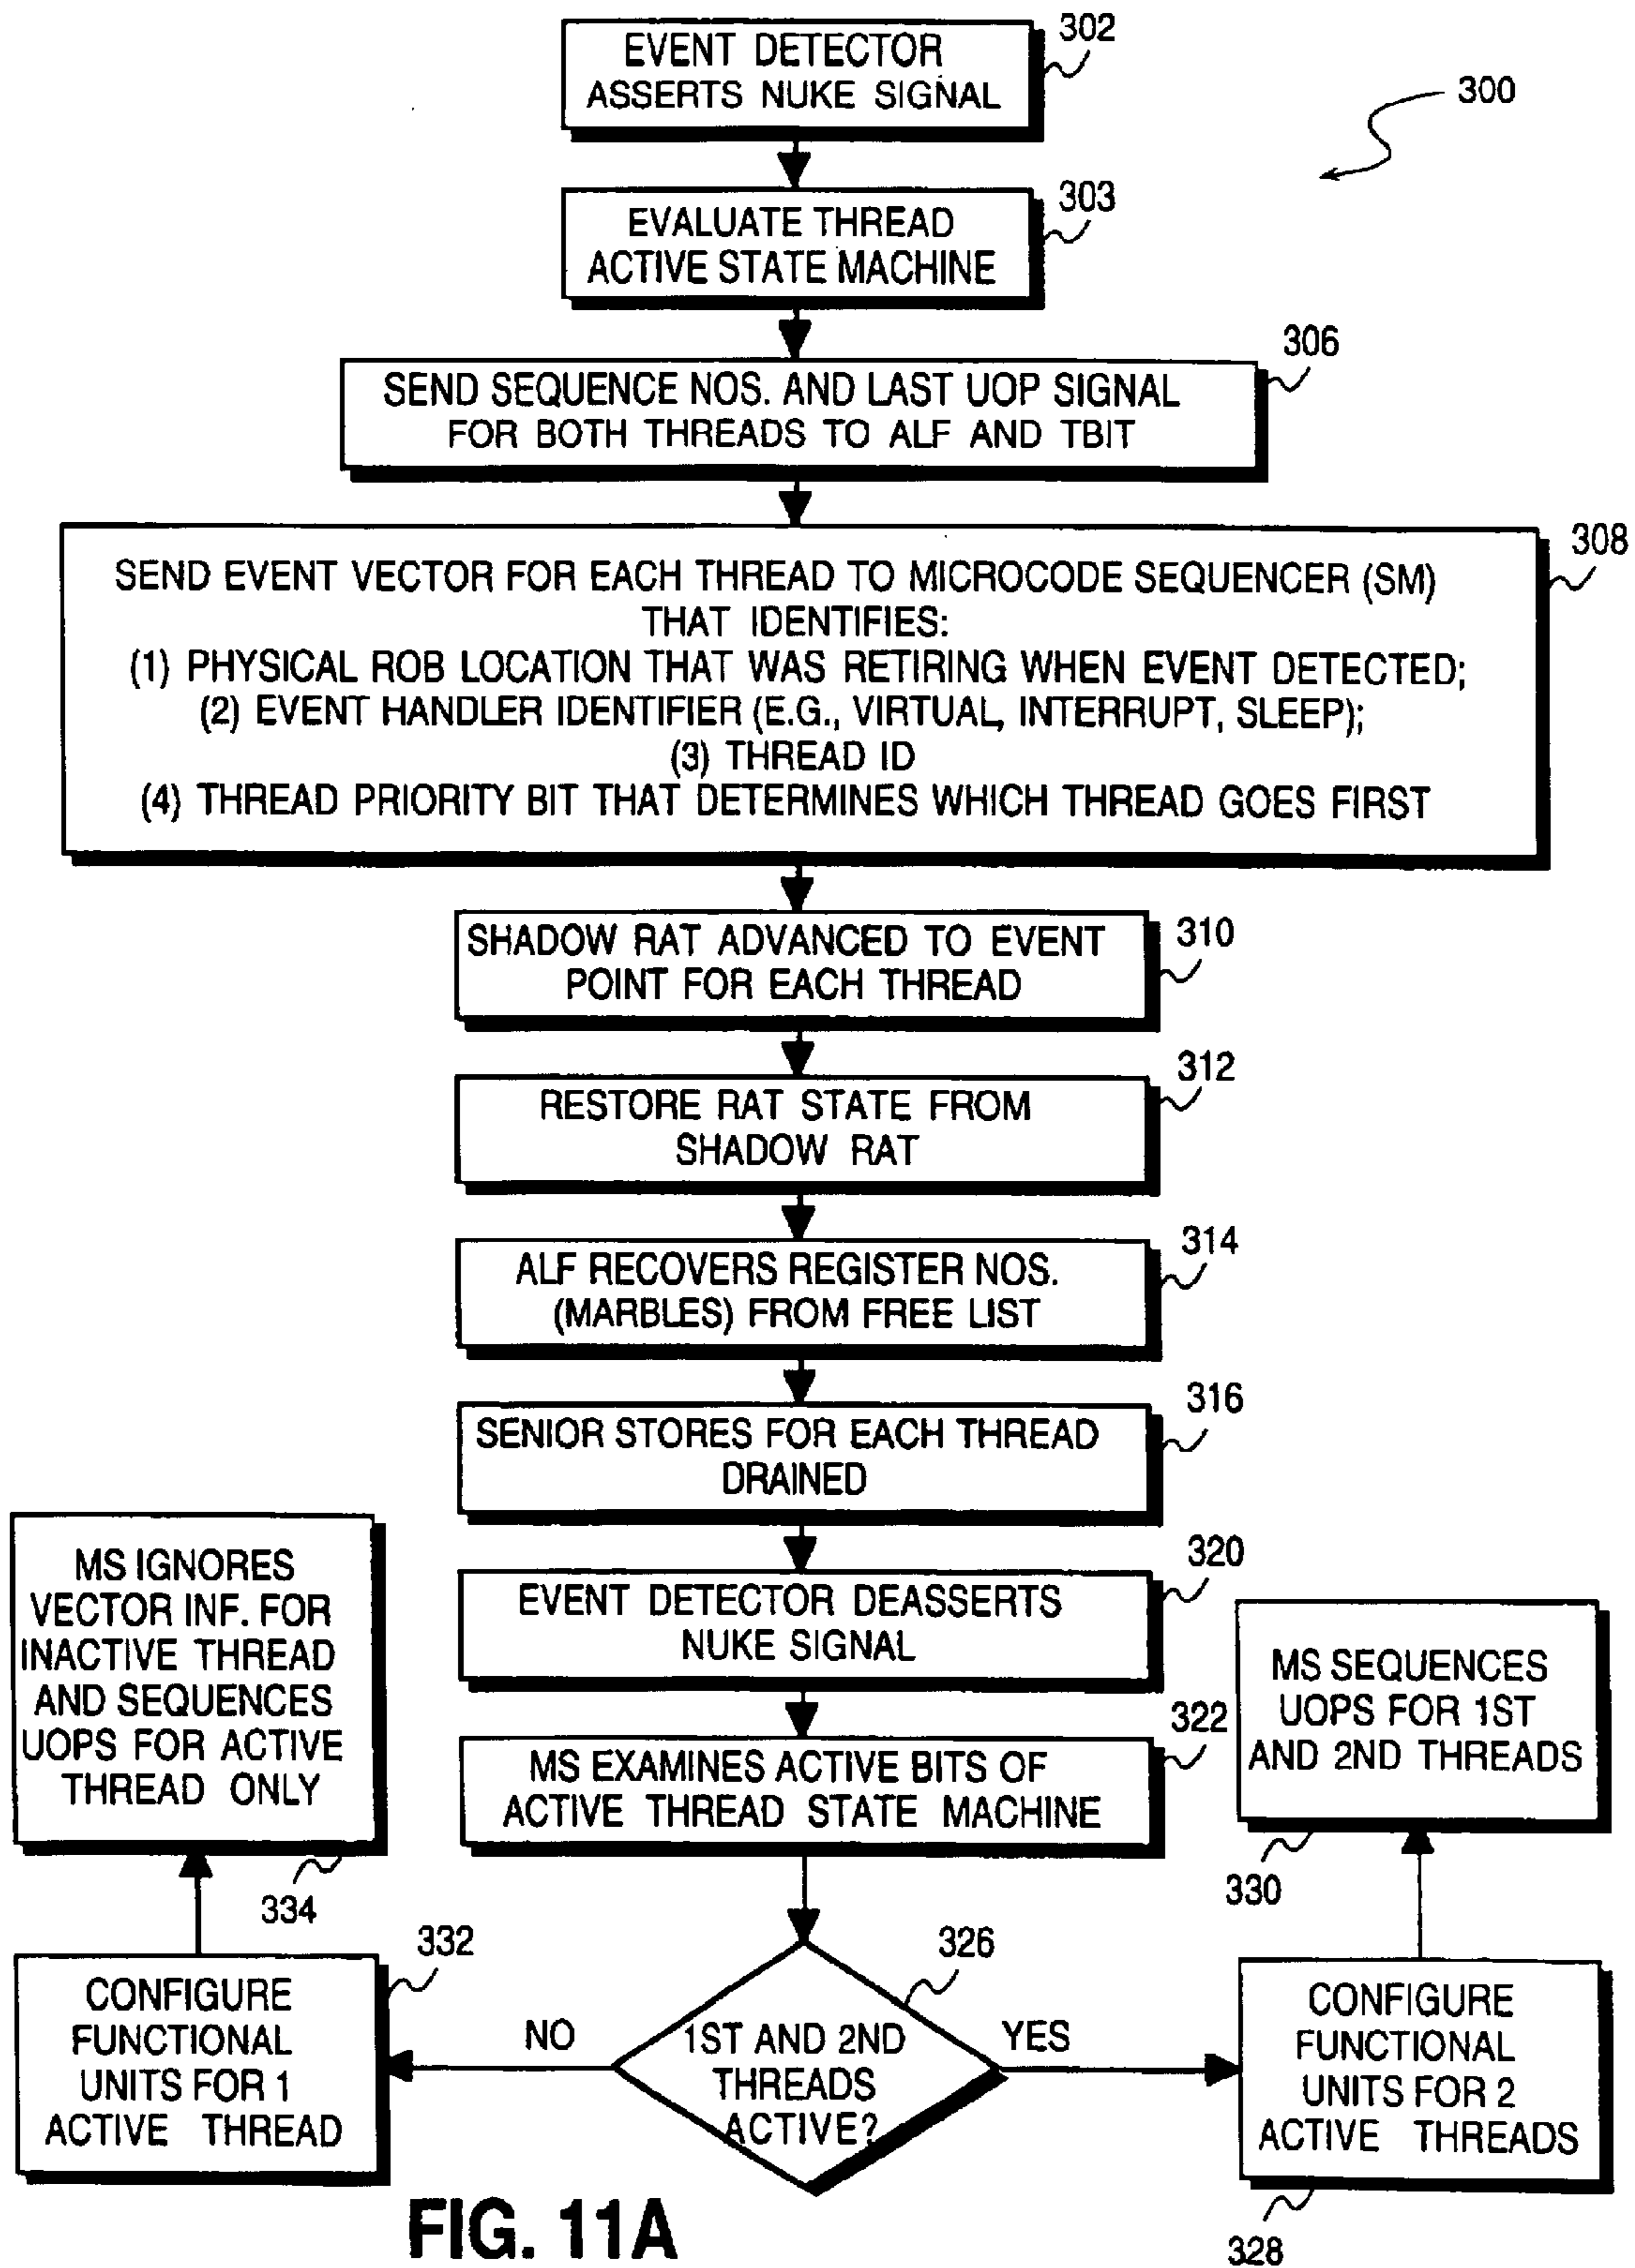 302
EVENT DETECTOR
ASSERTS NUKE SIGNAL
300
303
EVALUATE THREAD
ACTIVE STATE MACHINE
306
SEND SEQUENCE NOS. AND LAST UOP SIGNAL
FOR BOTH THREADS TO ALF AND TBIT
308
SEND EVENT VECTOR FOR EACH THREAD TO MICROCODE SEQUENCER (SM)
THAT IDENTIFIES:
(1) PHYSICAL ROB LOCATION THAT WAS RETIRING WHEN EVENT DETECTED;
(2) EVENT HANDLER IDENTIFIER (E.G., VIRTUAL, INTERRUPT, SLEEP);
(3) THREAD ID
(4) THREAD PRIORITY BIT THAT DETERMINES WHICH THREAD GOES FIRST
310
SHADOW RAT ADVANCED TO EVENT
POINT FOR EACH THREAD
312
RESTORE RAT STATE FROM
SHADOW RAT
314
ALF RECOVERS REGISTER NOS.
(MARBLES) FROM FREE LIST
316
SENIOR STORES FOR EACH THREAD
DRAINED
320
EVENT DETECTOR DEASSERTS
NUKE SIGNAL
322
MS EXAMINES ACTIVE BITS OF
ACTIVE THREAD STATE MACHINE
MS IGNORES
VECTOR INF. FOR
INACTIVE THREAD
AND SEQUENCES
UOPS FOR ACTIVE
THREAD ONLY
334
MS SEQUENCES
UOPS FOR 1ST
AND 2ND THREADS
330
326
1ST AND 2ND
THREADS
ACTIVE?
NO
YES
332
CONFIGURE
FUNCTIONAL
UNITS FOR 1
ACTIVE THREAD
CONFIGURE
FUNCTIONAL
UNITS FOR 2
ACTIVE THREADS
328
FIG. 11A